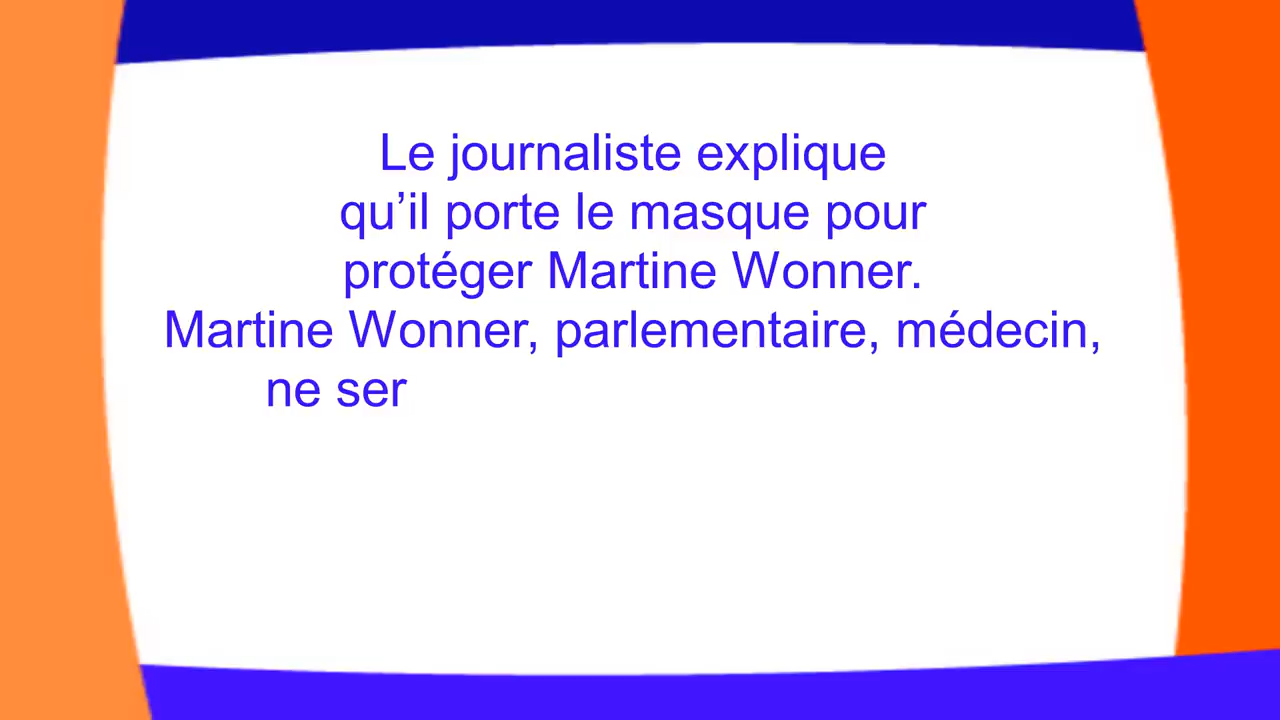 Le journaliste explique
qu’il porte le masque pour
protéger Martine Wonner.
Martine Wonner, parlementaire, médecin,
ne ser